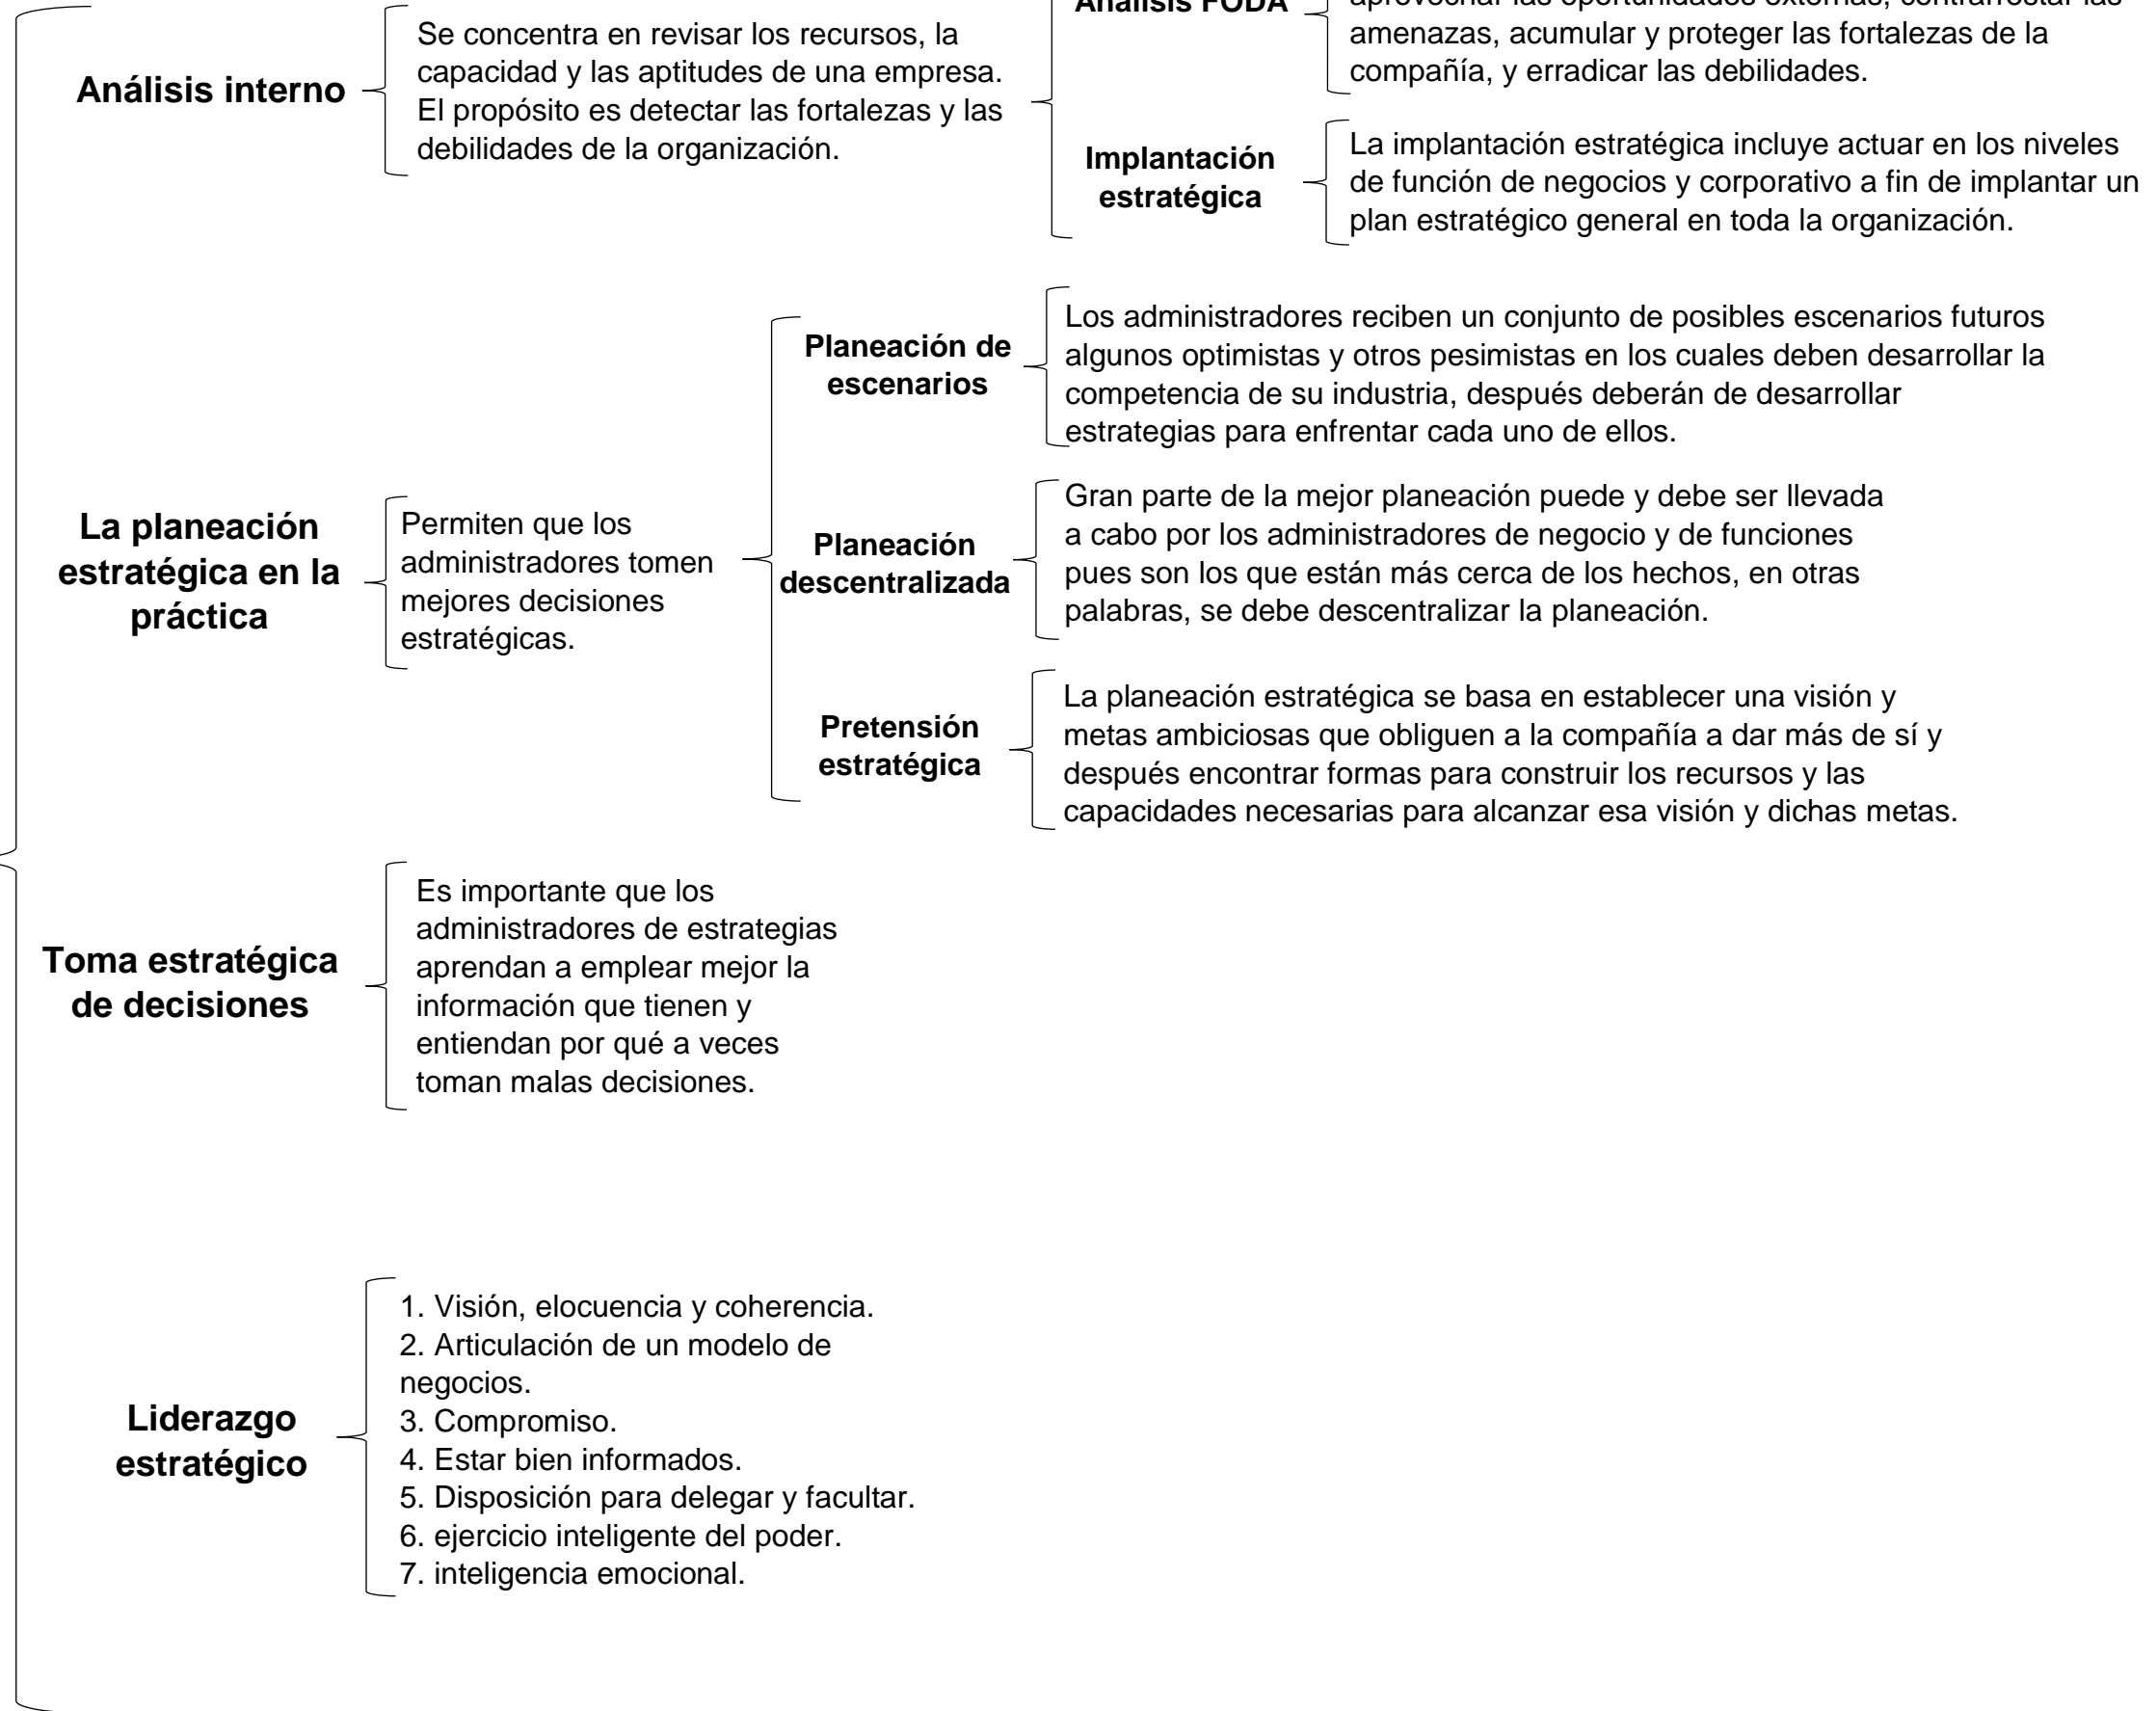 Análisis interno
Se concentra en revisar los recursos, la
capacidad y las aptitudes de una empresa.
El propósito es detectar las fortalezas y las
debilidades de la organización.
Análisis FODA
aprovechar las oportunidades externas, contrarrestar las
amenazas, acumular y proteger las fortalezas de la
compañía, y erradicar las debilidades.
Implantación
estratégica
La implantación estratégica incluye actuar en los niveles
de función de negocios y corporativo a fin de implantar un
plan estratégico general en toda la organización.
La planeación
estratégica en la
práctica
Permiten que los
administradores tomen
mejores decisiones
estratégicas.
Planeación de
escenarios
Los administradores reciben un conjunto de posibles escenarios futuros
algunos optimistas y otros pesimistas en los cuales deben desarrollar la
competencia de su industria, después deberán de desarrollar
estrategias para enfrentar cada uno de ellos.
Planeación
descentralizada
Gran parte de la mejor planeación puede y debe ser llevada
a cabo por los administradores de negocio y de funciones
pues son los que están más cerca de los hechos, en otras
palabras, se debe descentralizar la planeación.
Pretensión
estratégica
La planeación estratégica se basa en establecer una visión y
metas ambiciosas que obliguen a la compañía a dar más de sí y
después encontrar formas para construir los recursos y las
capacidades necesarias para alcanzar esa visión y dichas metas.
Toma estratégica
de decisiones
Es importante que los
administradores de estrategias
aprendan a emplear mejor la
información que tienen y
entiendan por qué a veces
toman malas decisiones.
Liderazgo
estratégico
1. Visión, elocuencia y coherencia.
2. Articulación de un modelo de
negocios.
3. Compromiso.
4. Estar bien informados.
5. Disposición para delegar y facultar.
6. ejercicio inteligente del poder.
7. inteligencia emocional.